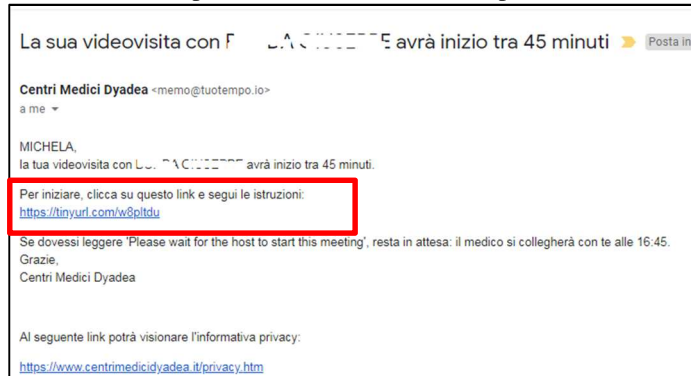 La sua videovisita con avrà inizio tra 45 minuti Posta in
Centri Medici Dyadea <memo@tuotempo.io>
a me
MICHELA,
la tua videovisita con avrà inizio tra 45 minuti.
Per iniziare, clicca su questo link e segui le istruzioni:
https://tinyurl.com/w8pltdu
Se dovessi leggere 'Please wait for the host to start this meeting', resta in attesa: il medico si collegherà con te alle 16:45.
Grazie,
Centri Medici Dyadea
Al seguente link potrà visionare l'informativa privacy:
https://www.centrimedicidyadea.it/privacy.htm